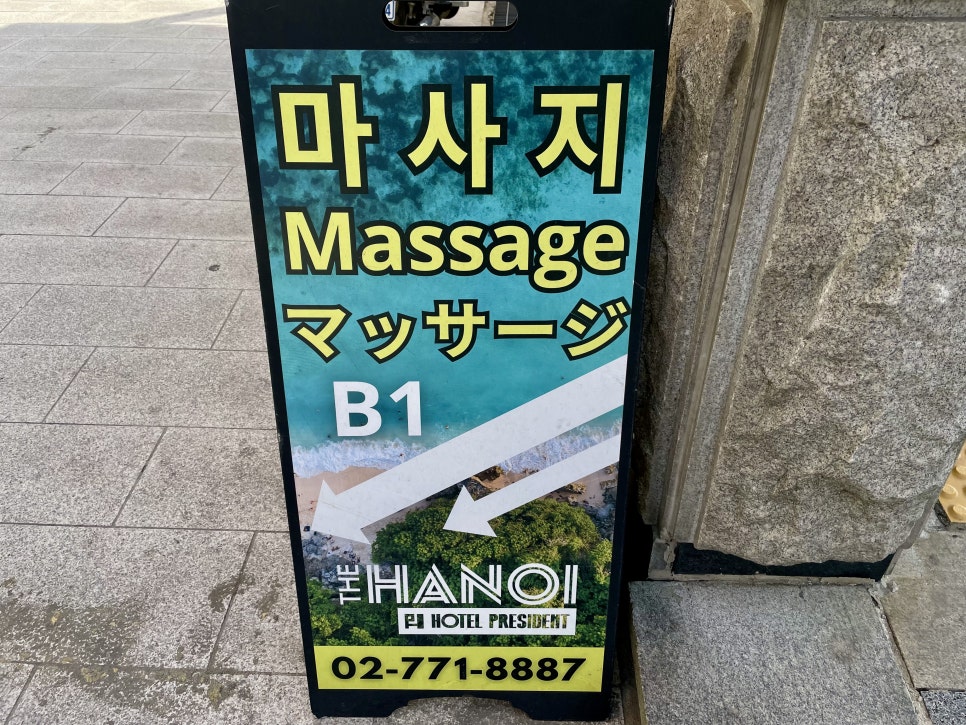 마사지
Massage
マッサージ
B1
THE HANOI
HOTEL PRESIDENT
02-771-8887